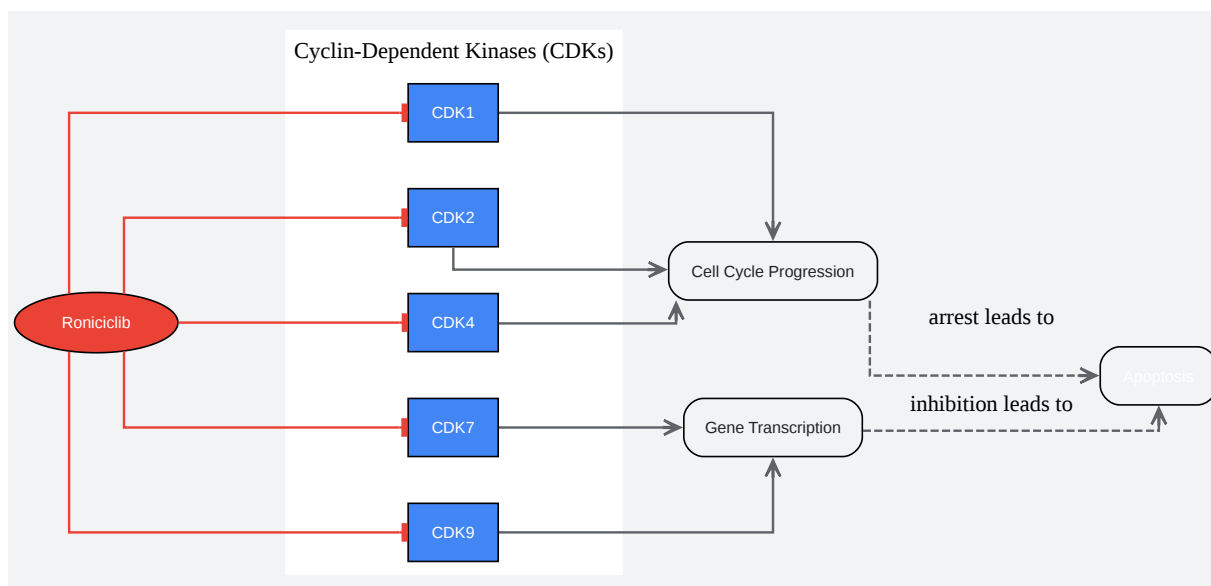 Cyclin-Dependent Kinases (CDKs)
CDK1
CDK2
Cell Cycle Progression
Roniciclib
CDK4
arrest leads to
Apoptosis
inhibition leads to
CDK7
Gene Transcription
CDK9